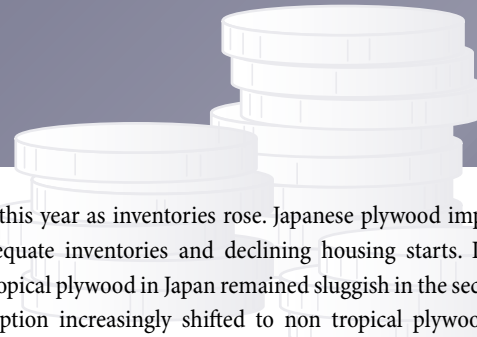 this year as inventories rose. Japanese plywood imp
equate inventories and declining housing starts. I
opical plywood in Japan remained sluggish in the sec
ption increasingly shifted to non tropical plywoo